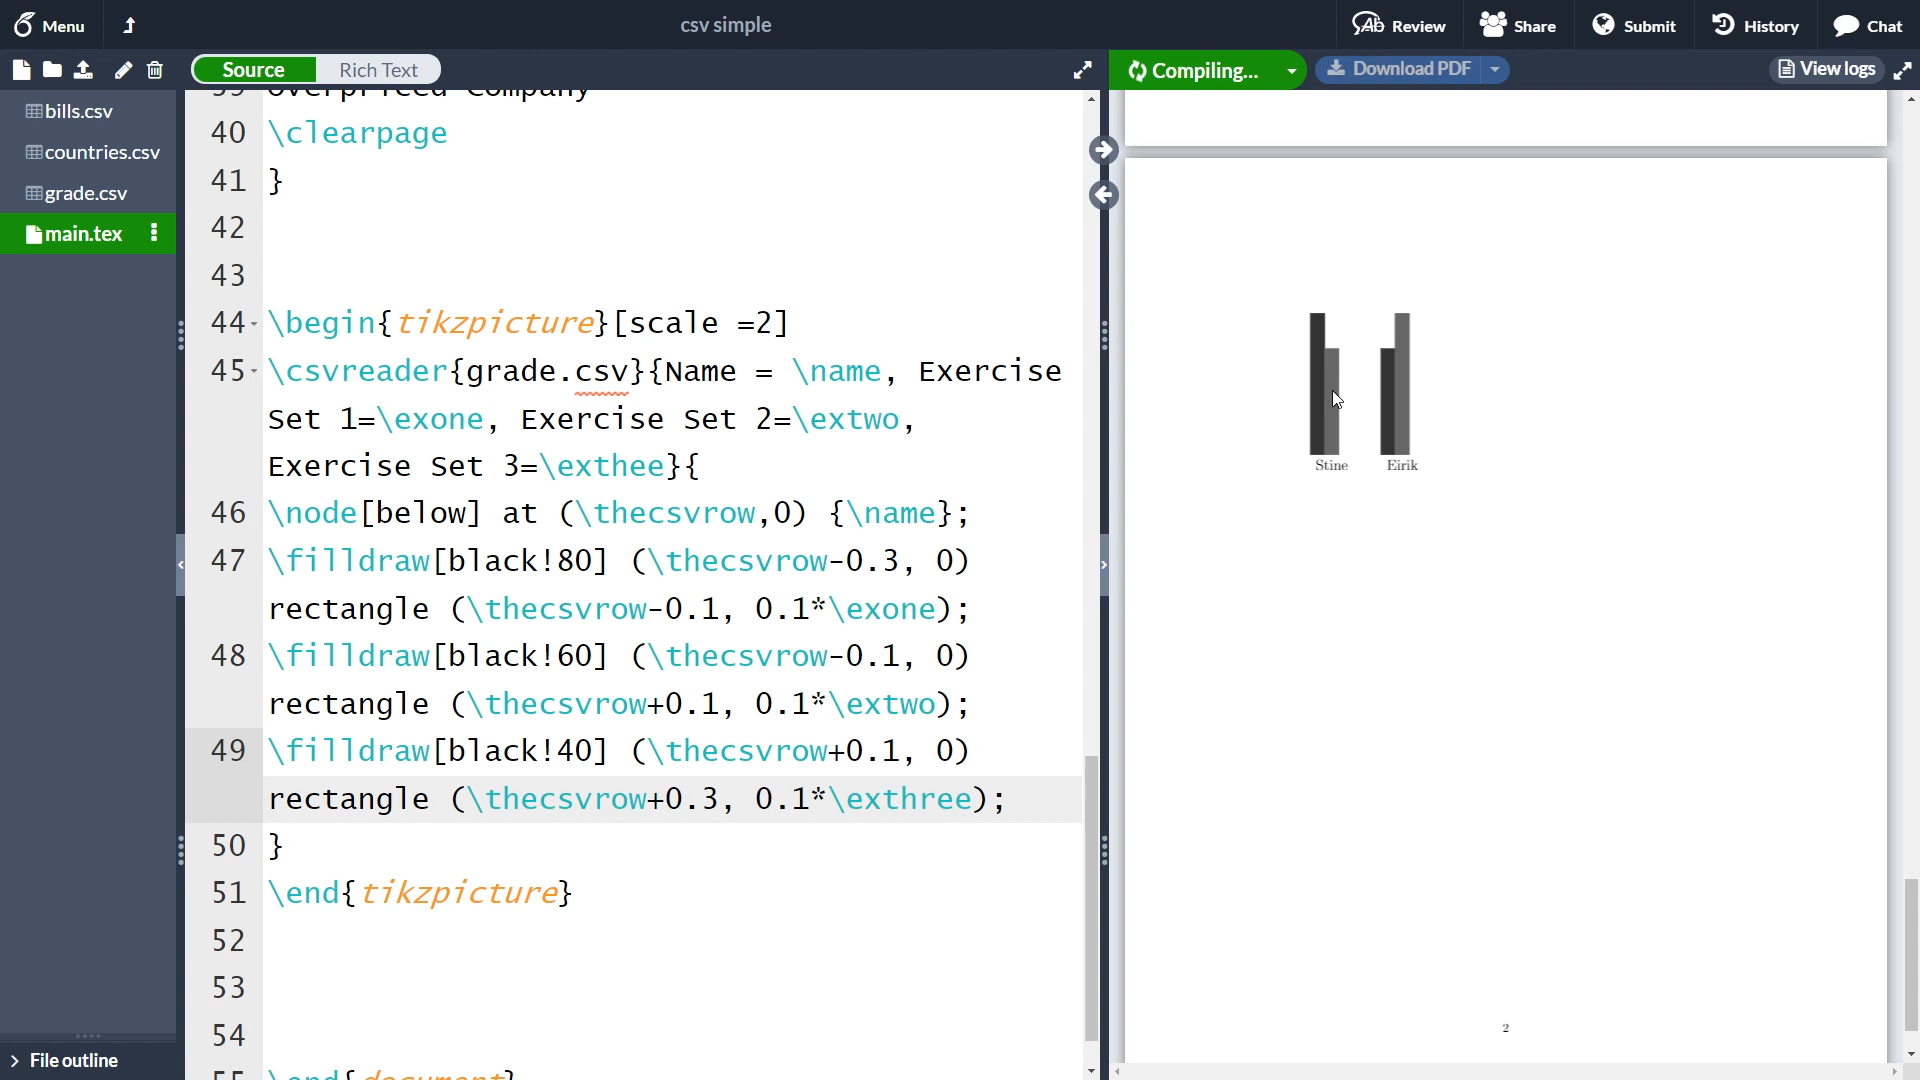 Menu
csv simple
Review
Share
Submit
History
Chat
Source
Rich Text
Compiling...
Download PDF
View logs
bills.csv
countries.csv
grade.csv
main.tex
File outline
39 overpriced company
40 \clearpage
41 }
42
43
44 \begin{tikzpicture}[scale =2]
45 \csvreader{grade.csv}{Name = \name, Exercise
Set 1=\exone, Exercise Set 2=\extwo,
Exercise Set 3=\exthee}{
46 \node[below] at (\thecsvrow,0) {\name};
47 \filldraw[black!80] (\thecsvrow-0.3, 0)
rectangle (\thecsvrow-0.1, 0.1*\exone);
48 \filldraw[black!60] (\thecsvrow-0.1, 0)
rectangle (\thecsvrow+0.1, 0.1*\extwo);
49 \filldraw[black!40] (\thecsvrow+0.1, 0)
rectangle (\thecsvrow+0.3, 0.1*\exthree);
50 }
51 \end{tikzpicture}
52
53
54
55 \end{document}
Stine
Eirik
2